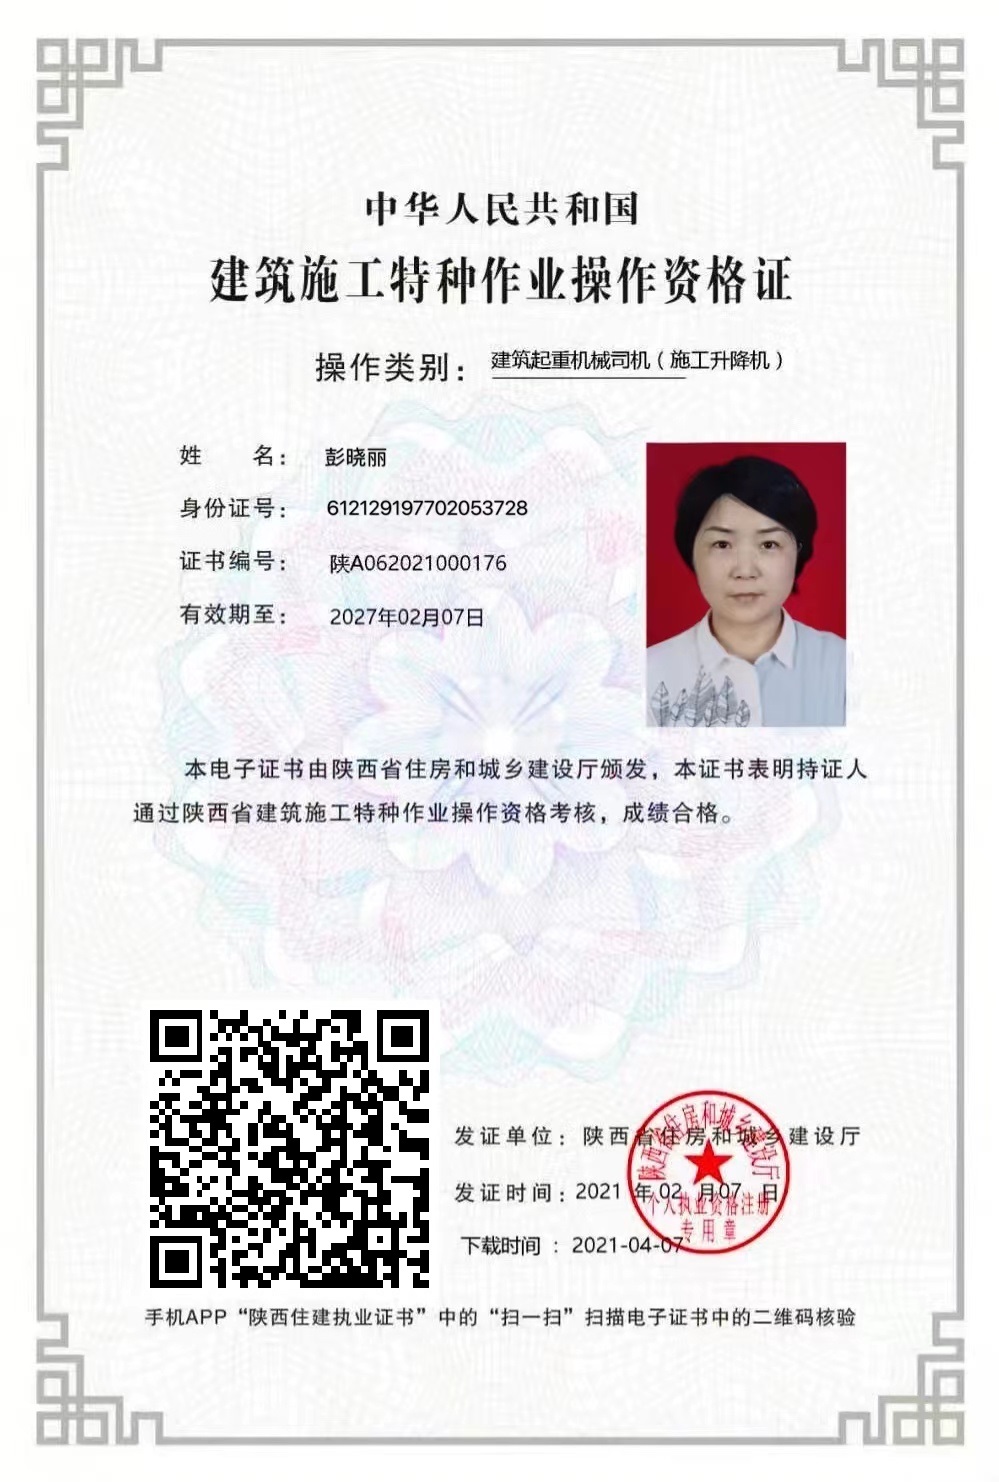 中华人民共和国
建筑施工特种作业操作资格证
操作类别：建筑起重机械司机（施工升降机）
姓 名：彭晓丽
身份证号：612129197702053728
证书编号：陕A062021000176
有效期至：2027年02月07日
本电子证书由陕西省住房和城乡建设厅颁发，本证书表明持证人
通过陕西省建筑施工特种作业操作资格考核，成绩合格。
发证单位：陕西省住房和城乡建设厅
陕西省住房和城乡建设厅
发证时间：2021 年 02 月07 日
个人执业资格注册
专用章
下载时间 ：2021-04-07
手机APP“陕西住建执业证书”中的“扫一扫”扫描电子证书中的二维码核验